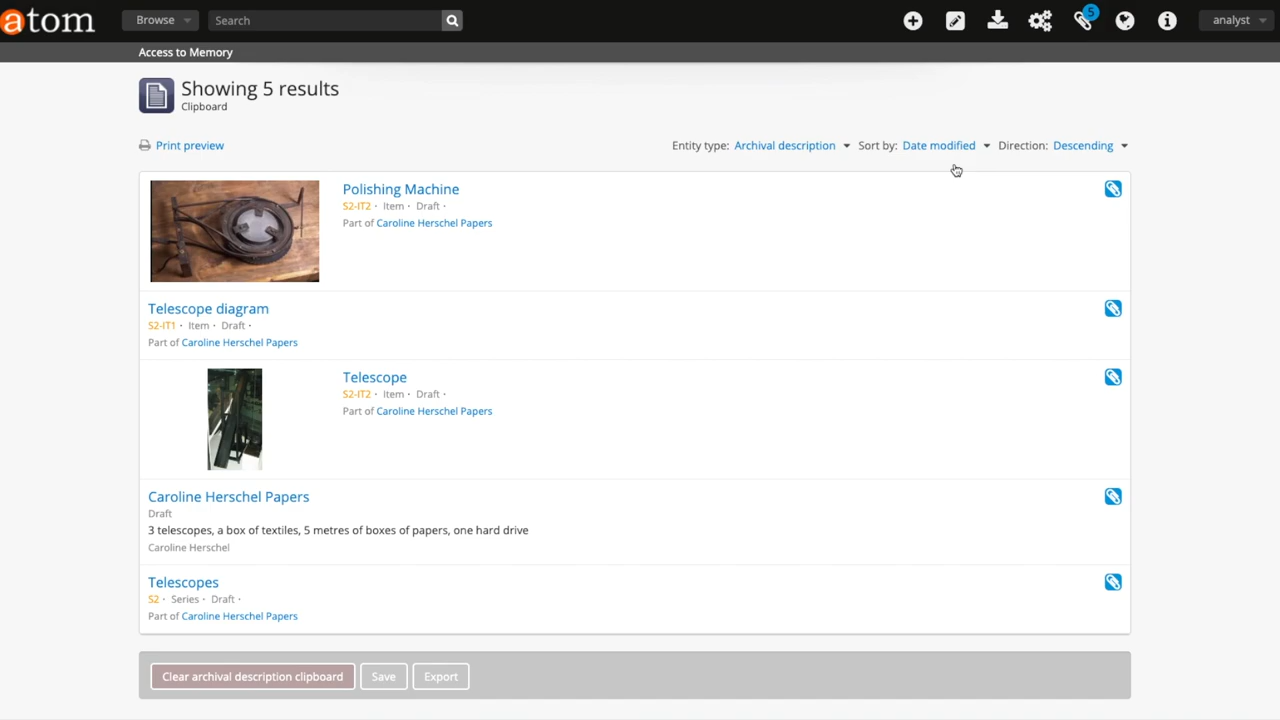 atom
Browse
Search
5
analyst
Access to Memory
Showing 5 results
Clipboard
Print preview
Entity type: Archival description Sort by: Date modified Direction: Descending
Polishing Machine
S2-IT2 · Item · Draft ·
Part of Caroline Herschel Papers
Telescope diagram
S2-IT1 · Item · Draft ·
Part of Caroline Herschel Papers
Telescope
S2-IT2 · Item · Draft ·
Part of Caroline Herschel Papers
Caroline Herschel Papers
Draft
3 telescopes, a box of textiles, 5 metres of boxes of papers, one hard drive
Caroline Herschel
Telescopes
S2 · Series · Draft ·
Part of Caroline Herschel Papers
Clear archival description clipboard
Save
Export